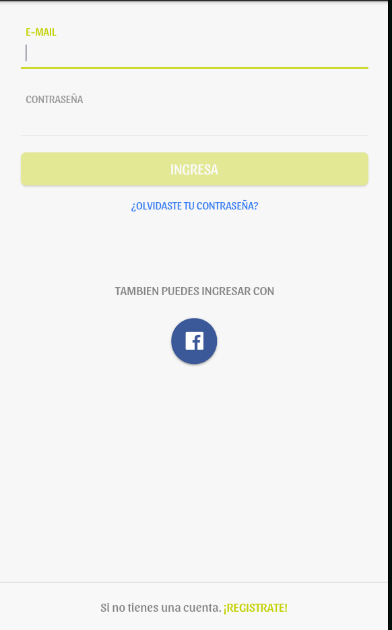 E-MAIL
CONTRASEÑA
INGRESA
¿OLVIDASTE TU CONTRASEÑA?
TAMBIEN PUEDES INGRESAR CON
Si no tienes una cuenta. ¡REGISTRATE!